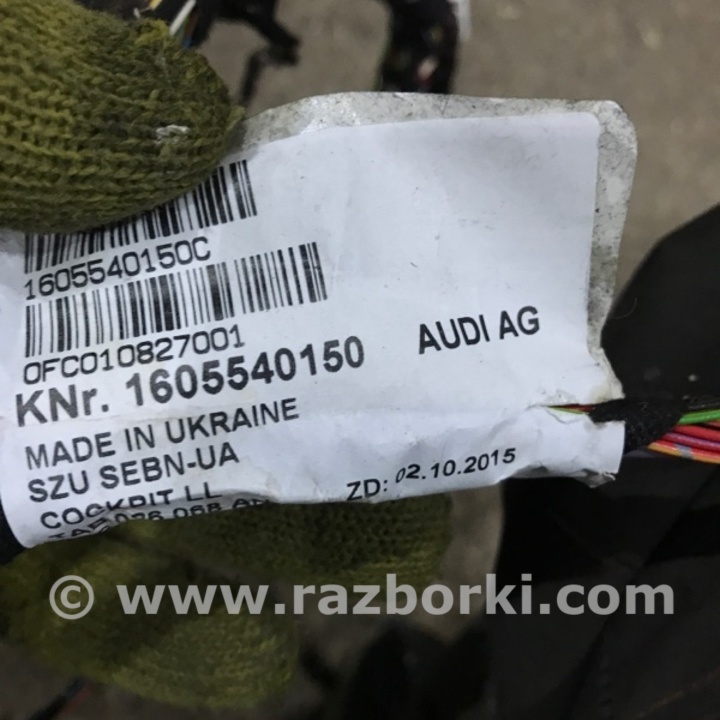 1605540150C
0FC010827001
KNr. 1605540150 AUDI AG
MADE IN UKRAINE
SZU SEBN-UA
COCKPIT LL ZD: 02.10.2015
© www.razborki.com